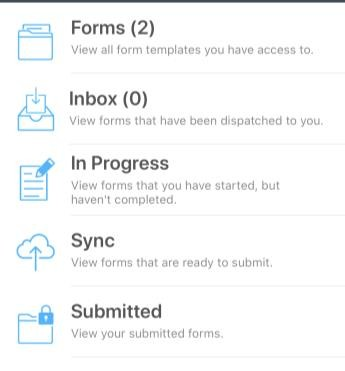 Forms (2)
View all form templates you have access to.
Inbox (0)
View forms that have been dispatched to you.
In Progress
View forms that you have started, but
haven't completed.
Sync
View forms that are ready to submit.
Submitted
View your submitted forms.